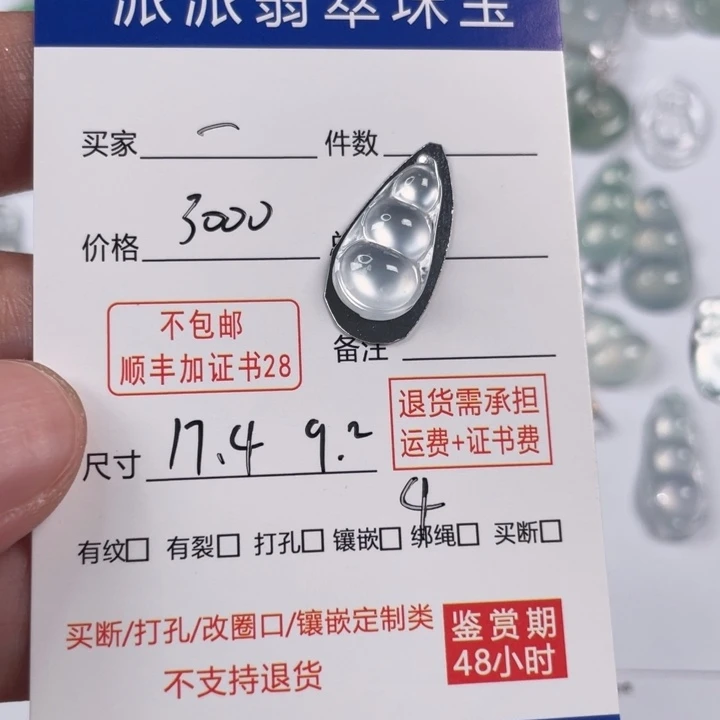 派派翡翠珠宝
买家 一 件数
价格 3000
不包邮
顺丰加证书28
备注
退货需承担
运费+证书费
尺寸 17.4 9.2
4
有纹□ 有裂□ 打孔□ 镶嵌□ 绑绳□ 买断□
买断/打孔/改圈口/镶嵌定制类
不支持退货
鉴赏期
48小时